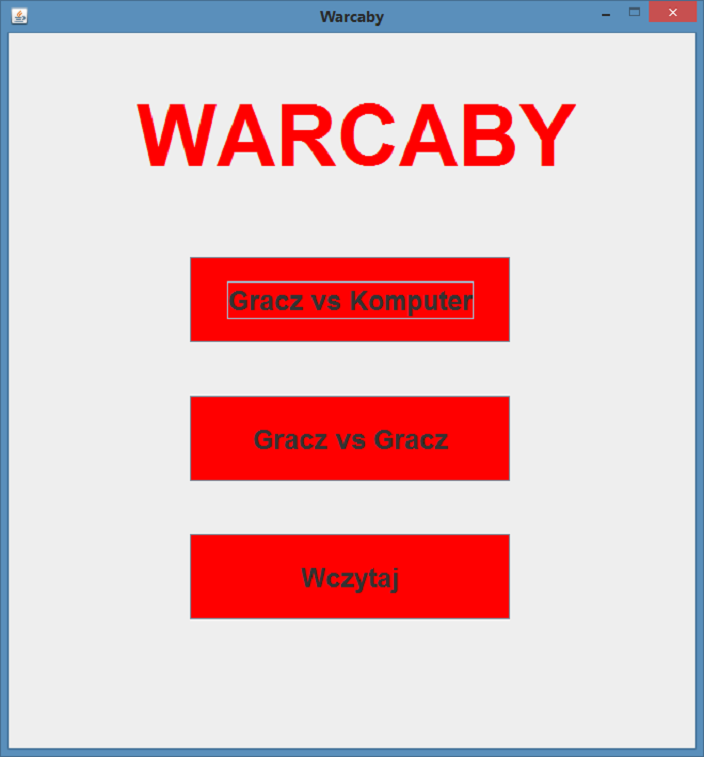 Warcaby
WARCABY
Gracz vs Komputer
Gracz vs Gracz
Wczytaj